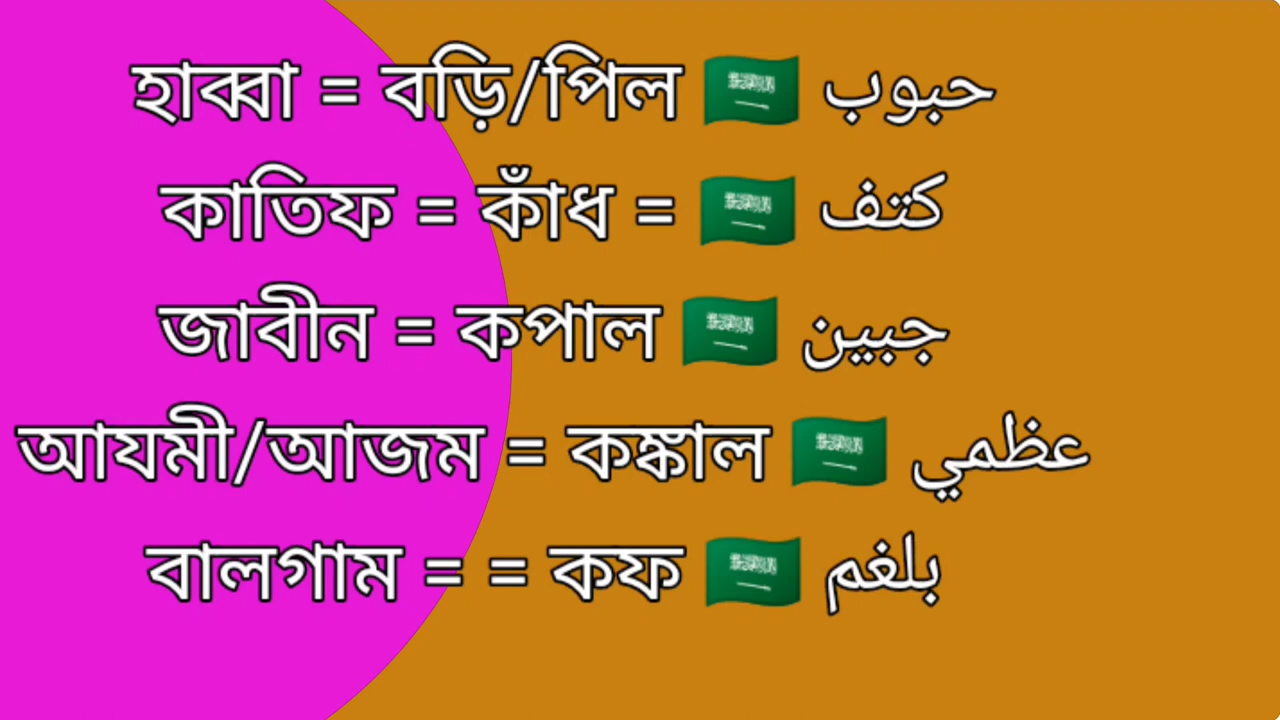 হাব্বা = বড়ি/পিল 🇸🇦 حبوب
কাতিফ = কাঁধ = 🇸🇦 كتف
জাবীন = কপাল 🇸🇦 جبين
আযমী/আজম = কঙ্কাল 🇸🇦 عظمي
বালগাম = = কফ 🇸🇦 بلغم